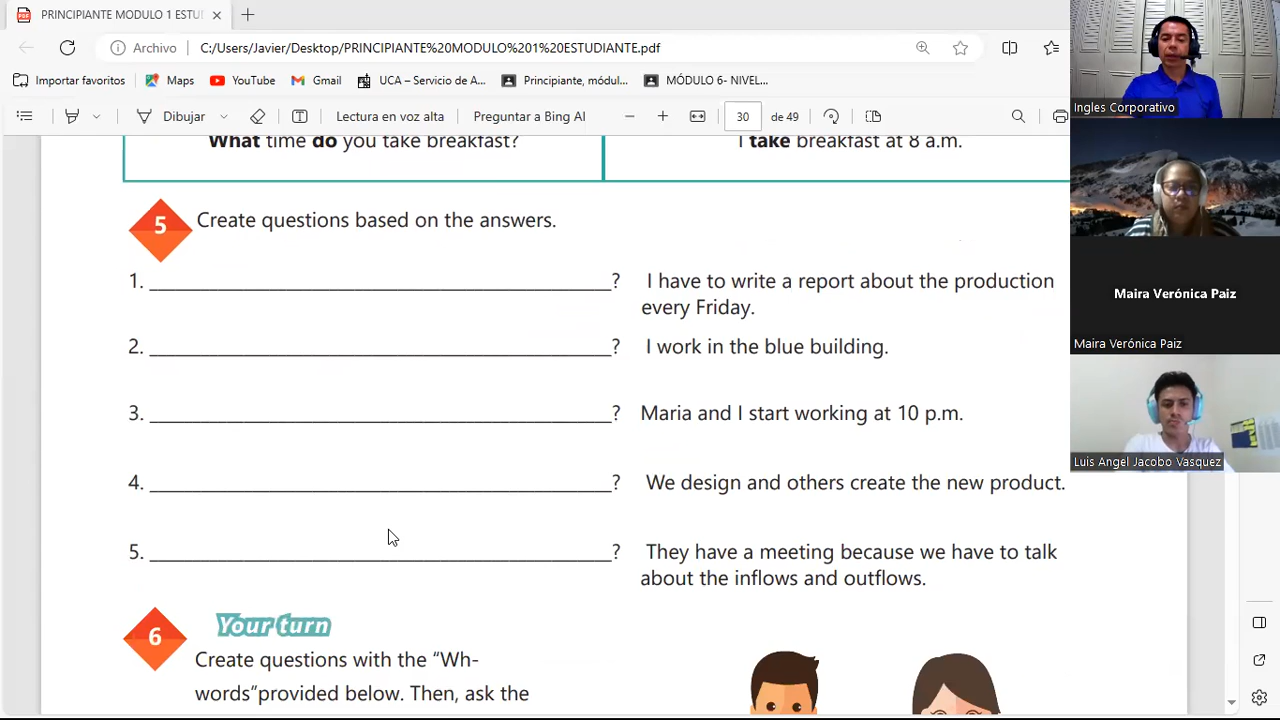 PRINCIPIANTE MODULO 1 ESTU
Archivo
C:/Users/Javier/Desktop/PRINCIPIANTE%20MODULO%201%20ESTUDIANTE.pdf
Importar favoritos
Maps
YouTube
Gmail
UCA – Servicio de A...
Principiante, módul...
MÓDULO 6- NIVEL...
Dibujar
Lectura en voz alta
Preguntar a Bing AI
30
de 49
What time do you take breakfast?
I take breakfast at 8 a.m.
5
Create questions based on the answers.
1. ? I have to write a report about the production
every Friday.
2. ? I work in the blue building.
3. ? Maria and I start working at 10 p.m.
4. ? We design and others create the new product.
5. ? They have a meeting because we have to talk
about the inflows and outflows.
6
Your turn
Create questions with the “Wh-
words”provided below. Then, ask the
Ingles Corporativo
Maira Verónica Paiz
Maira Verónica Paiz
Luis Angel Jacobo Vasquez